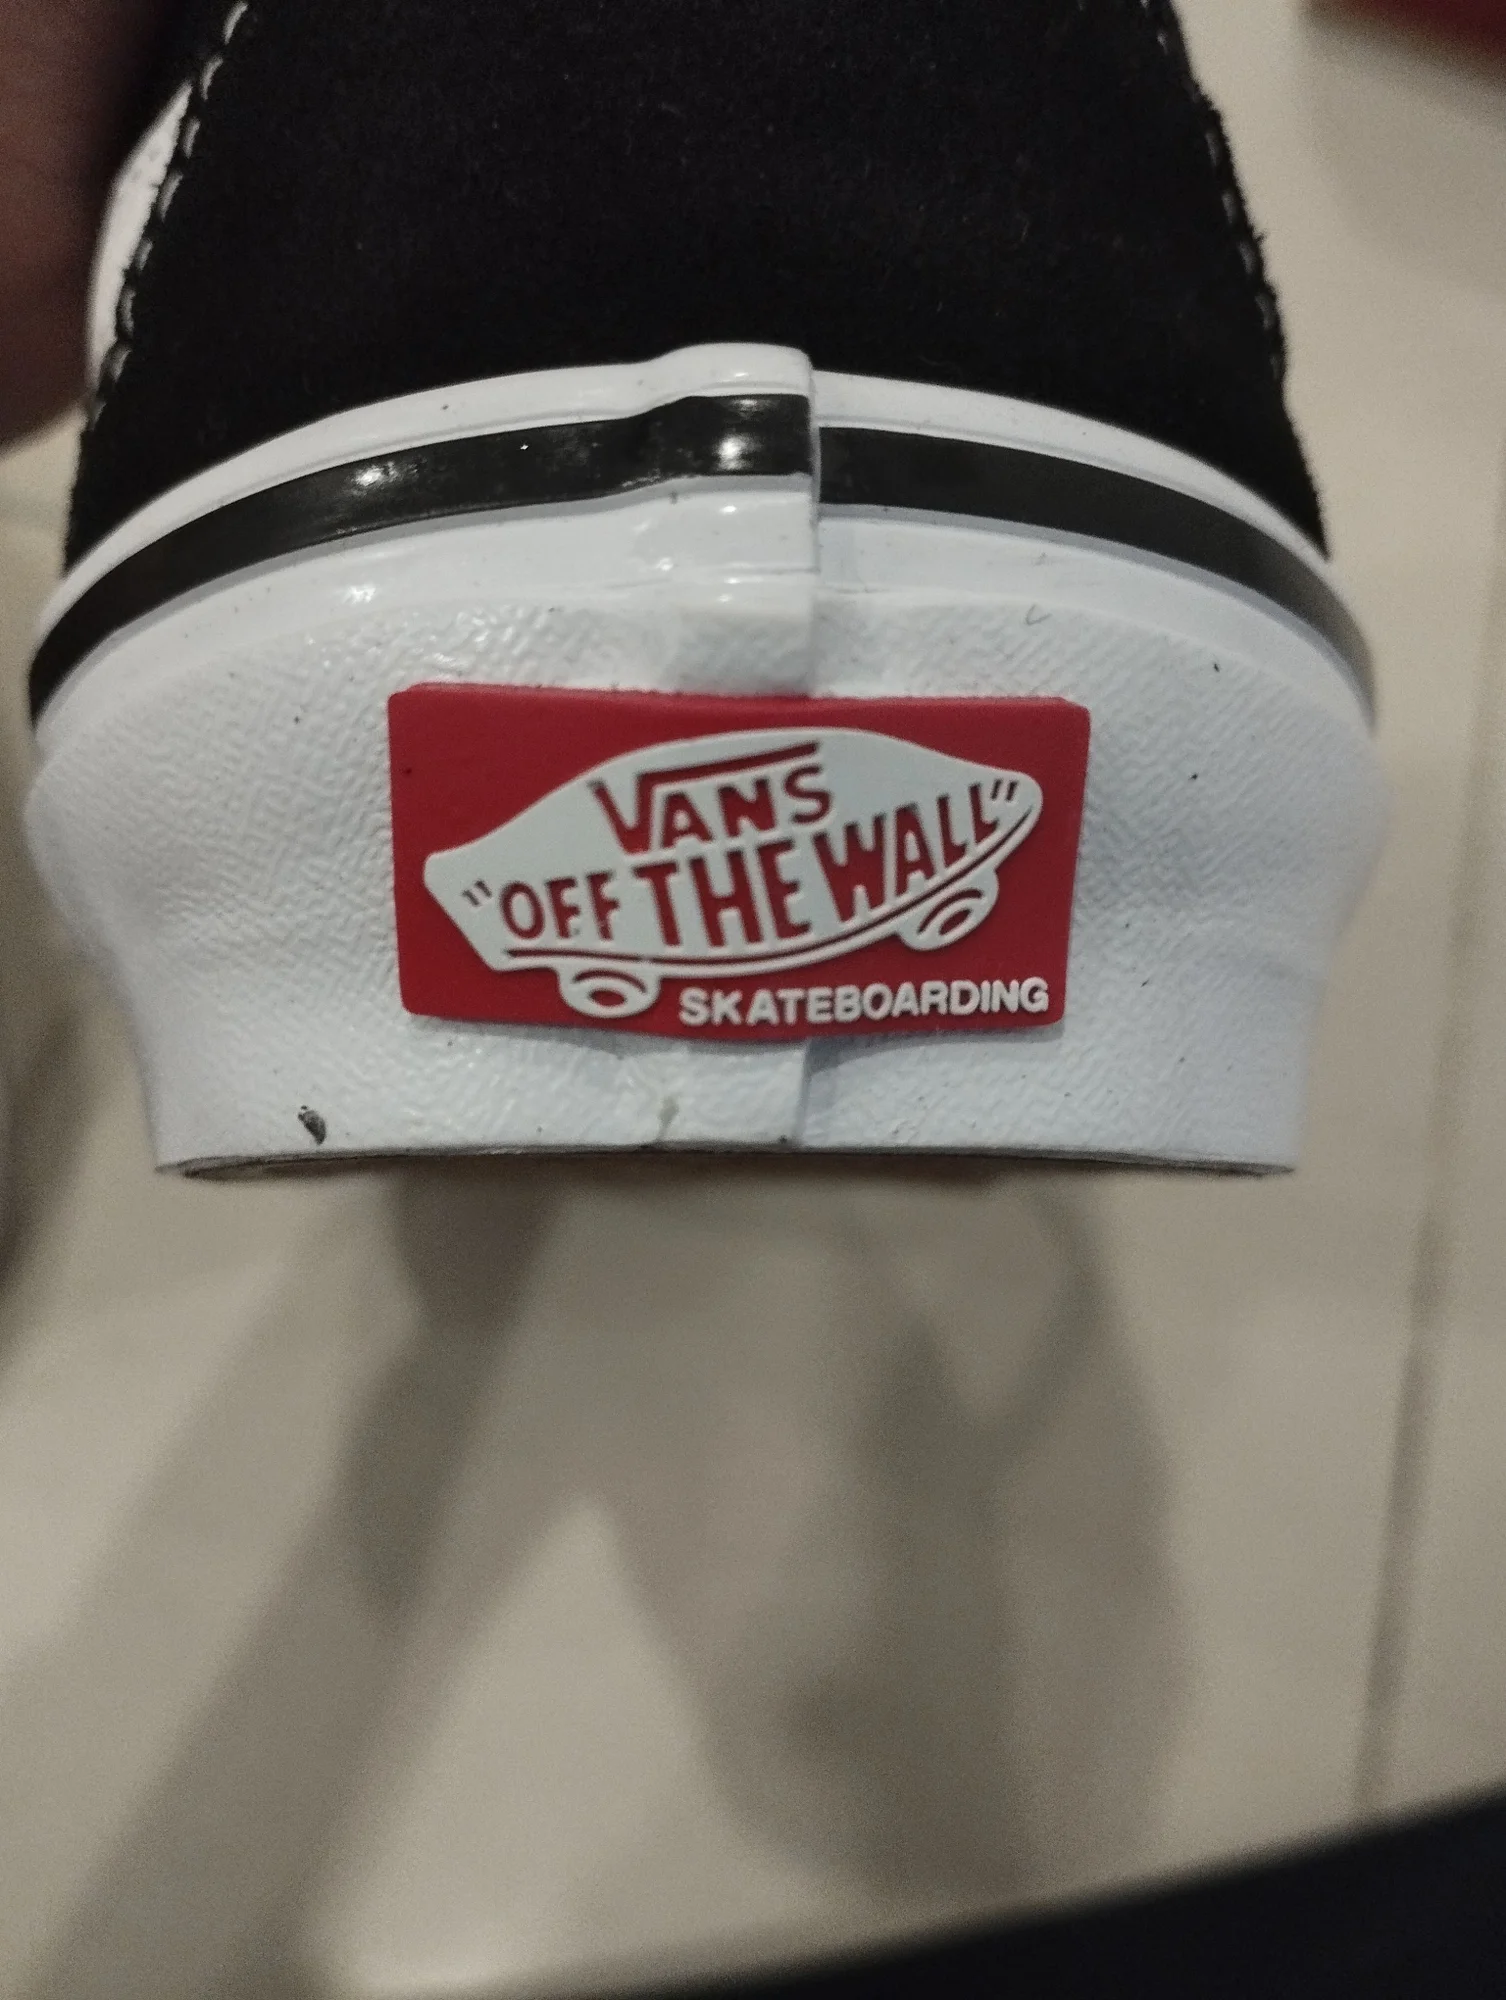 VANS
"OFF THE WALL"
SKATEBOARDING